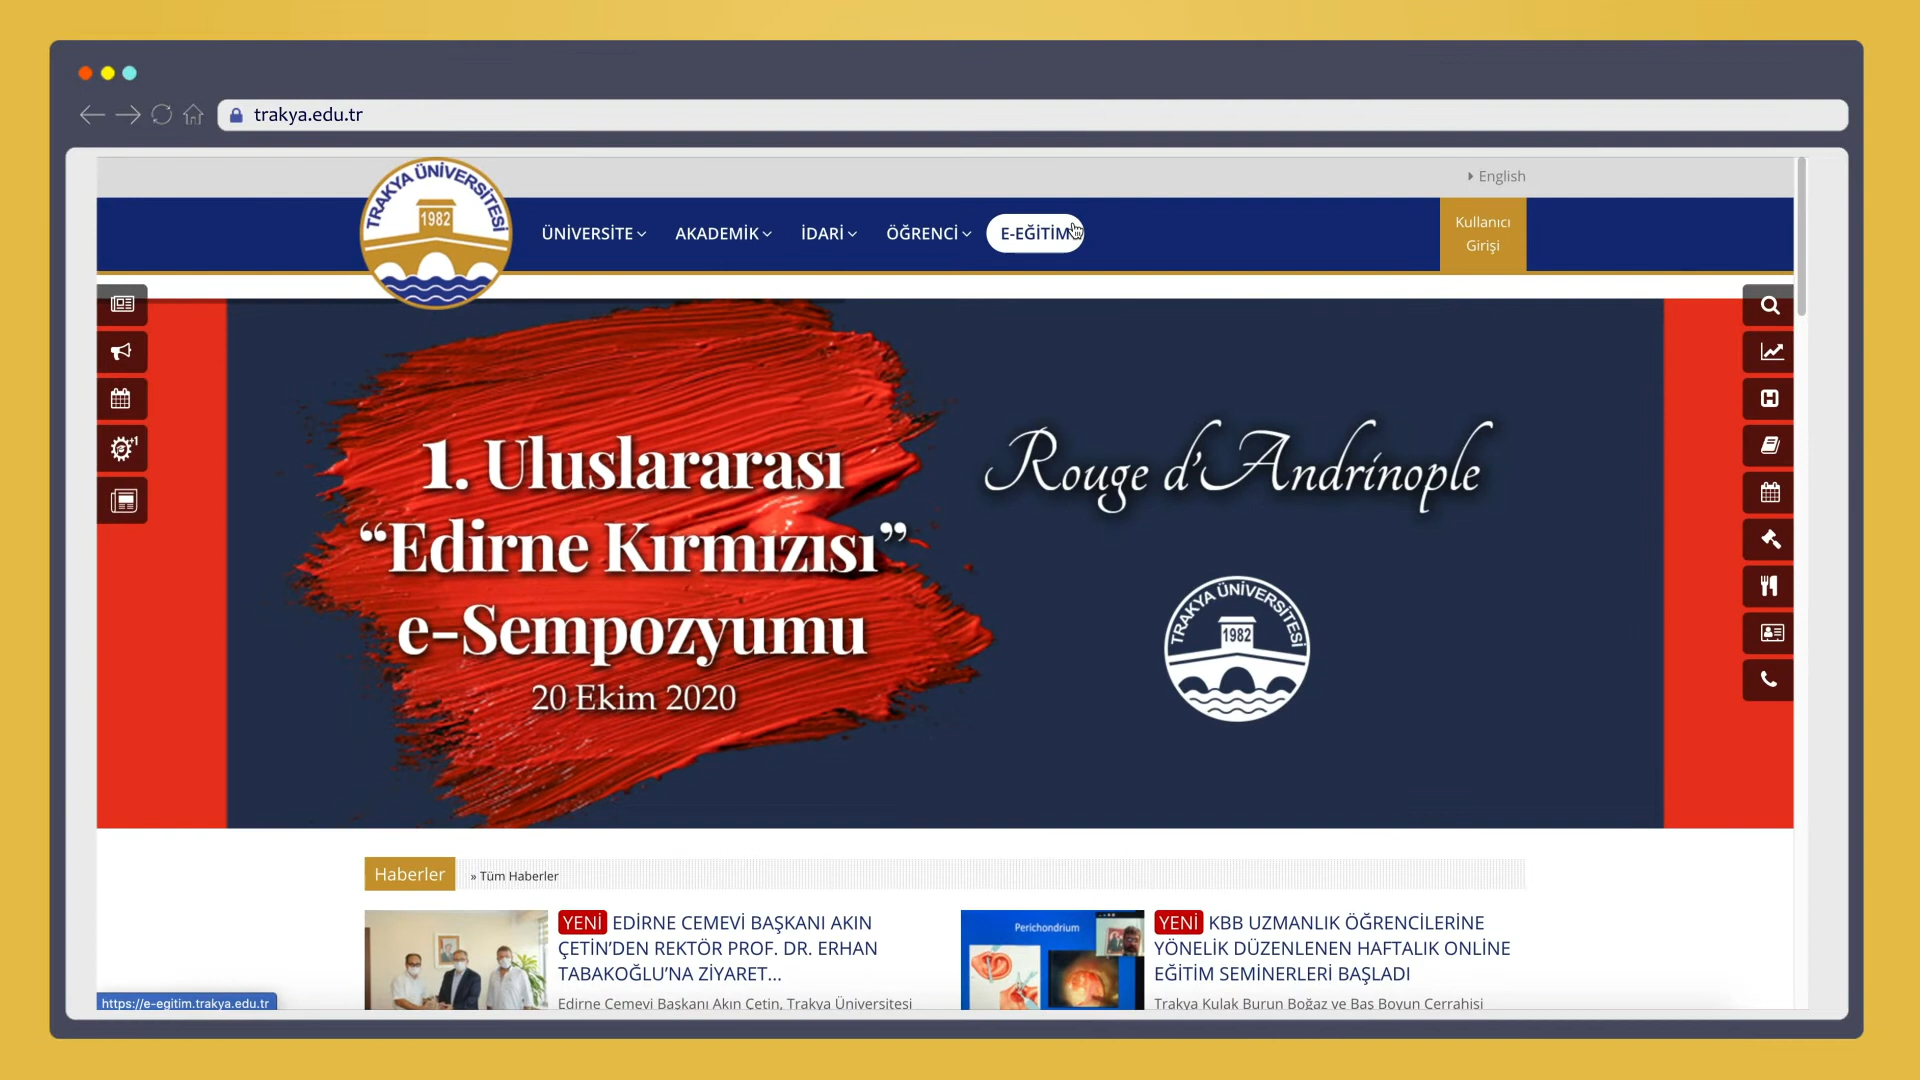 trakya.edu.tr
English
TRAKYA ÜNİVERSİTESİ
1982
ÜNİVERSİTE
AKADEMİK
İDARİ
ÖĞRENCİ
E-EĞİTİM
Kullanıcı
Girişi
+1
H
1. Uluslararası
“Edirne Kırmızısı”
e-Sempozyumu
20 Ekim 2020
Rouge d'Andrinople
TRAKYA ÜNİVERSİTESİ
1982
Haberler
» Tüm Haberler
YENİ EDİRNE CEMEVİ BAŞKANI AKIN
ÇETİN’DEN REKTÖR PROF. DR. ERHAN
TABAKOĞLU’NA ZİYARET...
Edirne Cemevi Başkanı Akın Çetin, Trakya Üniversitesi
Perichondrium
YENİ KBB UZMANLIK ÖĞRENCİLERİNE
YÖNELİK DÜZENLENEN HAFTALIK ONLINE
EĞİTİM SEMİNERLERİ BAŞLADI
Trakya Kulak Burun Boğaz ve Baş Boyun Cerrahisi
https://e-egitim.trakya.edu.tr